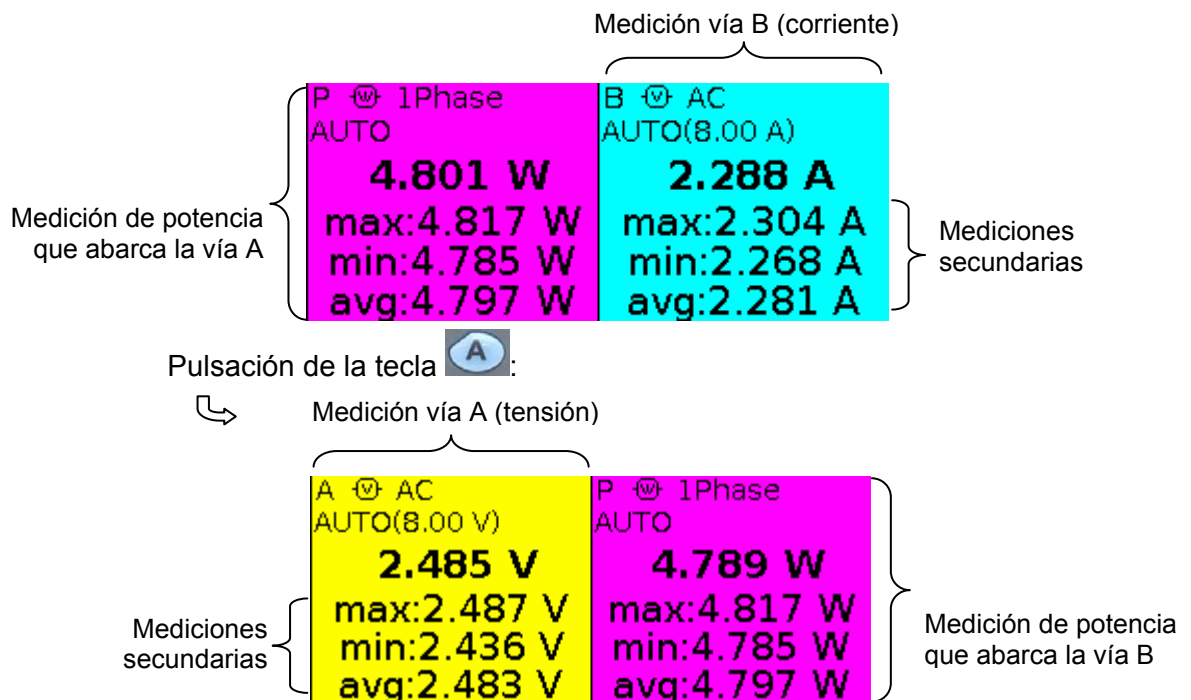 Medición vía B (corriente)
P W 1Phase
AUTO
4.801 W
max:4.817 W
min:4.785 W
avg:4.797 W
B V AC
AUTO(8.00 A)
2.288 A
max:2.304 A
min:2.268 A
avg:2.281 A
Medición de potencia
que abarca la vía A
Mediciones
secundarias
Pulsación de la tecla A:
Medición vía A (tensión)
A V AC
AUTO(8.00 V)
2.485 V
max:2.487 V
min:2.436 V
avg:2.483 V
P W 1Phase
AUTO
4.789 W
max:4.817 W
min:4.785 W
avg:4.797 W
Mediciones
secundarias
Medición de potencia
que abarca la vía B